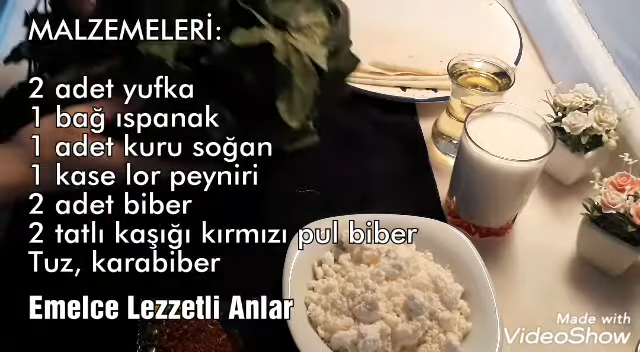 MALZEMELERİ:
2 adet yufka
1 bağ ıspanak
1 adet kuru soğan
1 kase lor peyniri
2 adet biber
2 tatlı kaşığı kırmızı pul biber
Tuz, karabiber
Emelce Lezzetli Anlar
Made with
VideoShow